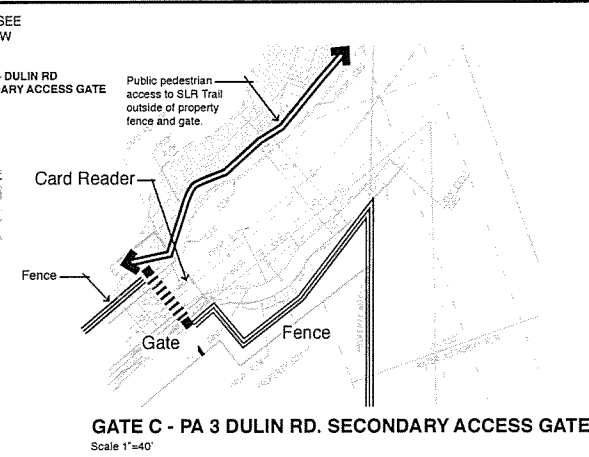 SEE
W
- DULIN RD
ARY ACCESS GATE
Public pedestrian
access to SLR Trail
outside of property
fence and gate.
Card Reader
Fence
Gate
Fence
GATE C - PA 3 DULIN RD. SECONDARY ACCESS GATE
Scale 1"=40'